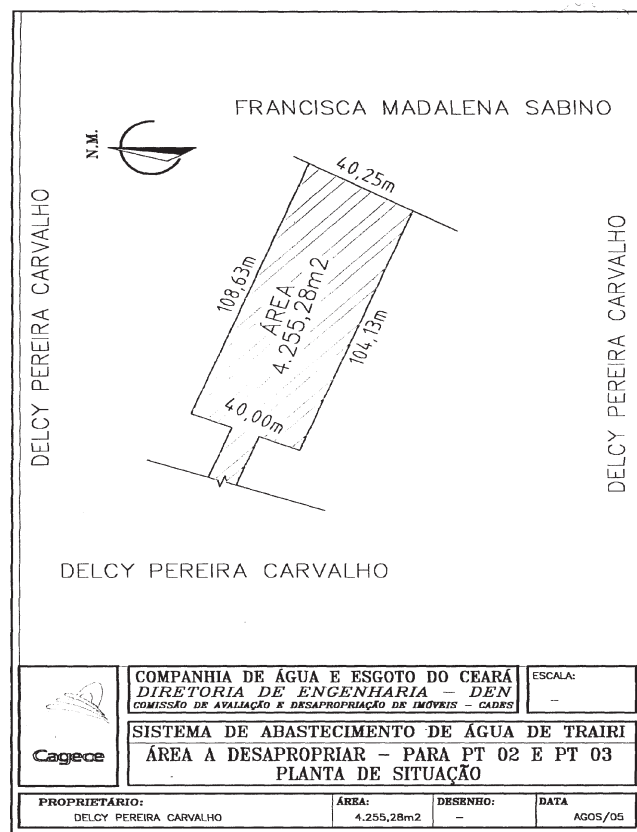 FRANCISCA MADALENA SABINO
N.M.
40,25m
DELCY PEREIRA CARVALHO
DELCY PEREIRA CARVALHO
108,63m
ÁREA
4.255,28m2
104,13m
40,00m
DELCY PEREIRA CARVALHO
COMPANHIA DE ÁGUA E ESGOTO DO CEARÁ
DIRETORIA DE ENGENHARIA – DEN
COMISSÃO DE AVALIAÇÃO E DESAPROPRIAÇÃO DE IMÓVEIS – CADES
ESCALA:
–
Cagece
SISTEMA DE ABASTECIMENTO DE ÁGUA DE TRAIRI
ÁREA A DESAPROPRIAR – PARA PT 02 E PT 03
PLANTA DE SITUAÇÃO
PROPRIETÁRIO:
DELCY PEREIRA CARVALHO
ÁREA:
4.255,28m2
DESENHO:
–
DATA
AGOS/05